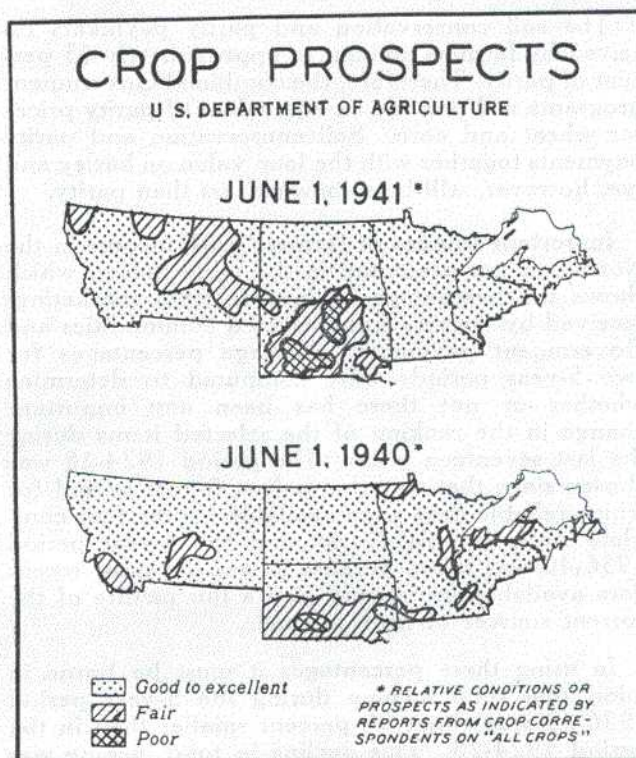 CROP PROSPECTS
U. S. DEPARTMENT OF AGRICULTURE
JUNE 1, 1941 *
JUNE 1, 1940*
Good to excellent
Fair
Poor
* RELATIVE CONDITIONS OR
PROSPECTS AS INDICATED BY
REPORTS FROM CROP CORRE-
SPONDENTS ON "ALL CROPS"